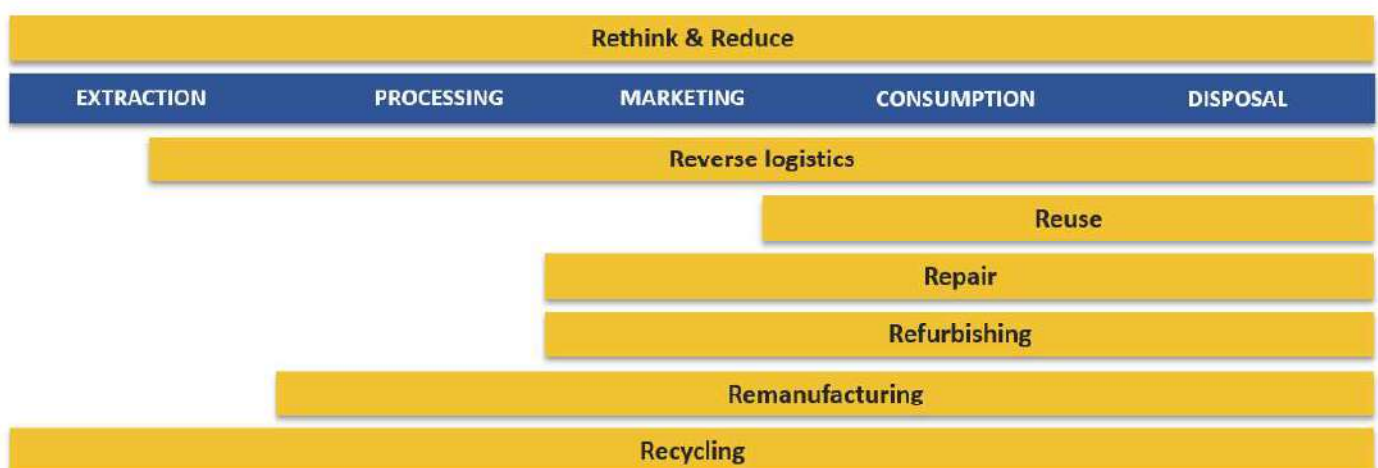 Rethink & Reduce
EXTRACTION PROCESSING MARKETING CONSUMPTION DISPOSAL
Reverse logistics
Reuse
Repair
Refurbishing
Remanufacturing
Recycling